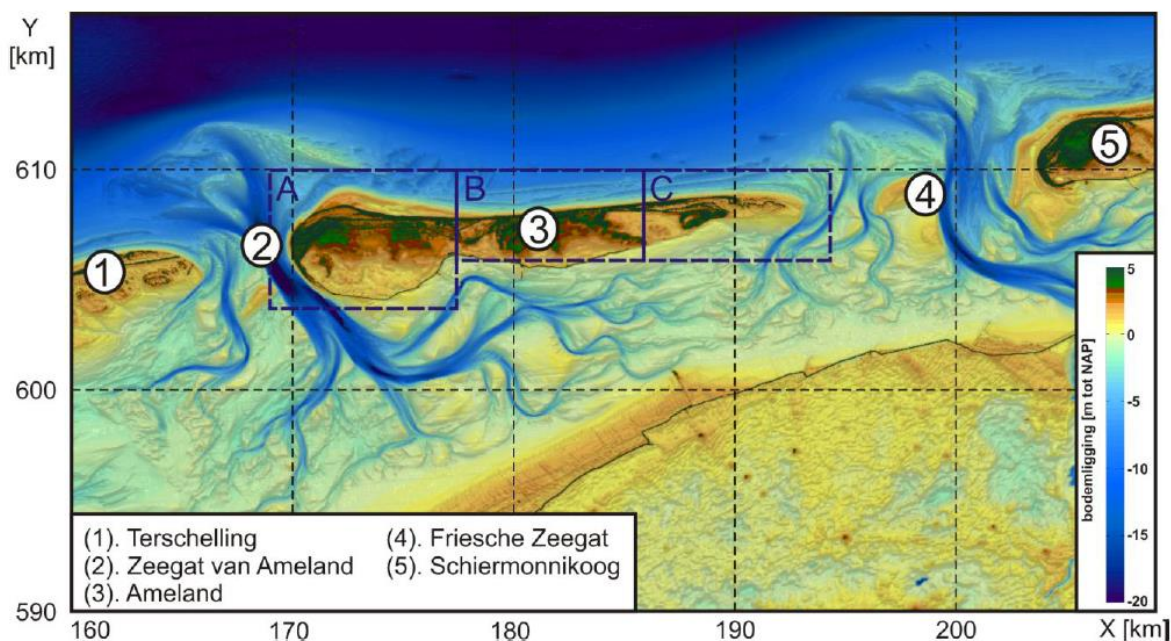 Y
[km]
610
600
590
A
B
C
1
2
3
4
5
5
0
-5
-10
-15
-20
bodemligging [m tot NAP]
(1). Terschelling
(2). Zeegat van Ameland
(3). Ameland
(4). Friesche Zeegat
(5). Schiermonnikoog
160 170 180 190 200 X [km]